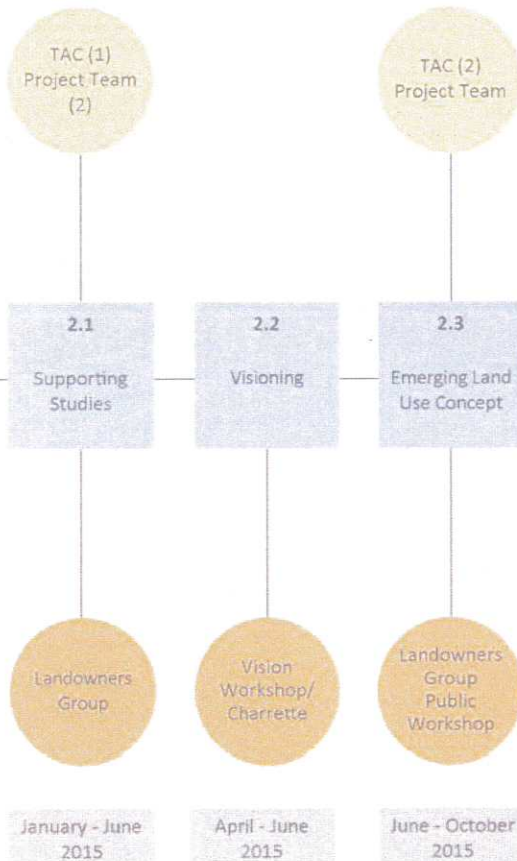 TAC (1)
Project Team
(2)
TAC (2)
Project Team
2.1
Supporting
Studies
2.2
Visioning
2.3
Emerging Land
Use Concept
Landowners
Group
Vision
Workshop/
Charrette
Landowners
Group
Public
Workshop
January - June
2015
April - June
2015
June - October
2015